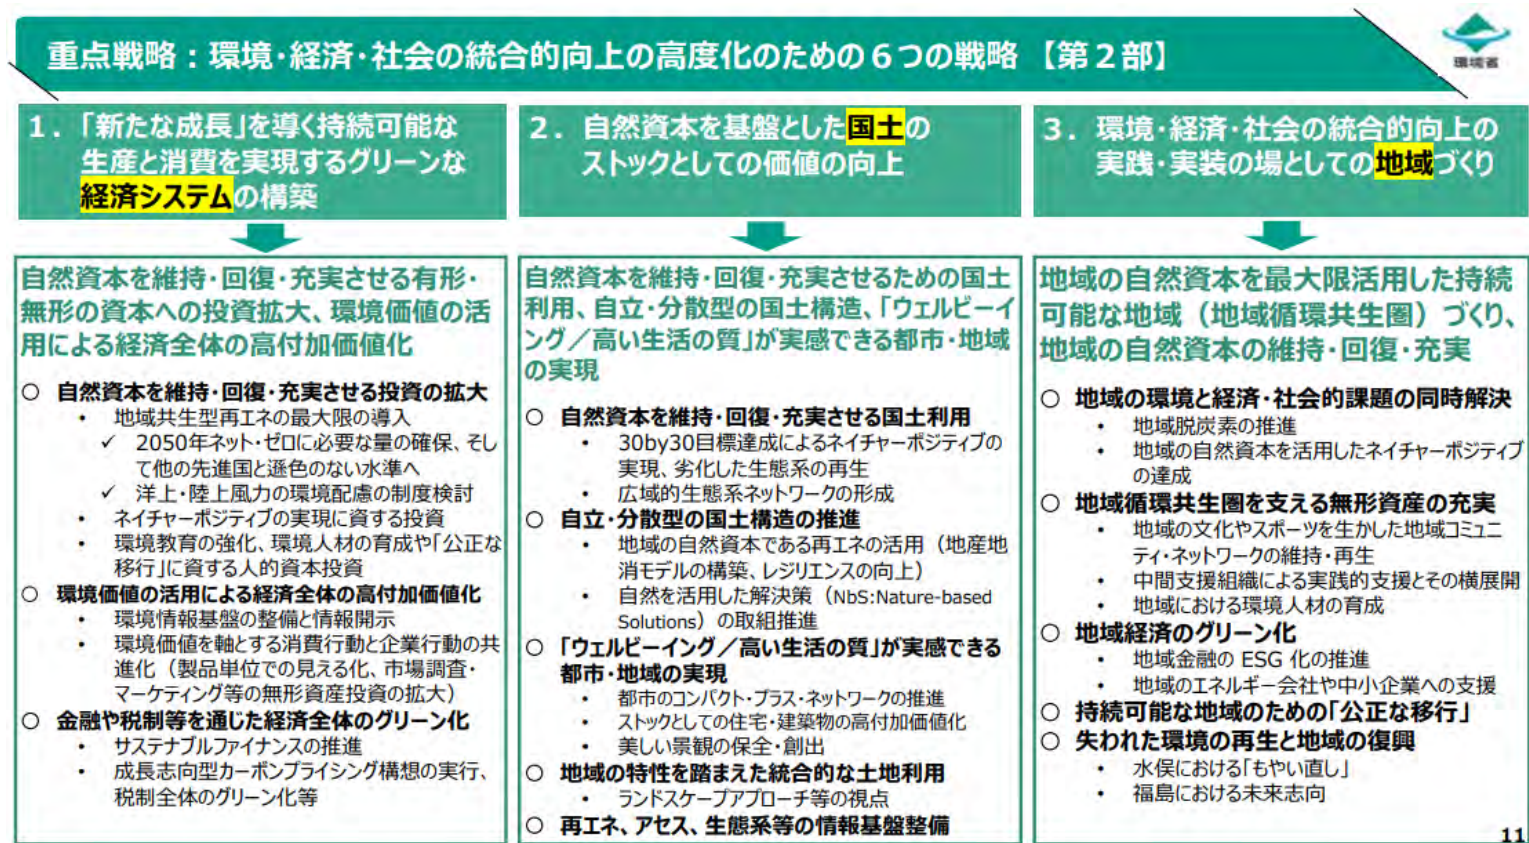 重点戦略：環境・経済・社会の統合的向上の高度化のための６つの戦略 【第２部】
環境省
１．「新たな成長」を導く持続可能な
生産と消費を実現するグリーンな
経済システムの構築
自然資本を維持・回復・充実させる有形・
無形の資本への投資拡大、環境価値の活
用による経済全体の高付加価値化
○ 自然資本を維持・回復・充実させる投資の拡大
• 地域共生型再エネの最大限の導入
✓ 2050年ネット・ゼロに必要な量の確保、そし
て他の先進国と遜色のない水準へ
✓ 洋上・陸上風力の環境配慮の制度検討
• ネイチャーポジティブの実現に資する投資
• 環境教育の強化、環境人材の育成や「公正な
移行」に資する人的資本投資
○ 環境価値の活用による経済全体の高付加価値化
• 環境情報基盤の整備と情報開示
• 環境価値を軸とする消費行動と企業行動の共
進化（製品単位での見える化、市場調査・
マーケティング等の無形資産投資の拡大）
○ 金融や税制等を通じた経済全体のグリーン化
• サステナブルファイナンスの推進
• 成長志向型カーボンプライシング構想の実行、
税制全体のグリーン化等
２．自然資本を基盤とした国土の
ストックとしての価値の向上
自然資本を維持・回復・充実させるための国土
利用、自立・分散型の国土構造、「ウェルビーイ
ング／高い生活の質」が実感できる都市・地域
の実現
○ 自然資本を維持・回復・充実させる国土利用
• 30by30目標達成によるネイチャーポジティブの
実現、劣化した生態系の再生
• 広域的生態系ネットワークの形成
○ 自立・分散型の国土構造の推進
• 地域の自然資本である再エネの活用（地産地
消モデルの構築、レジリエンスの向上）
• 自然を活用した解決策（NbS:Nature-based
Solutions）の取組推進
○ 「ウェルビーイング／高い生活の質」が実感できる
都市・地域の実現
• 都市のコンパクト・プラス・ネットワークの推進
• ストックとしての住宅・建築物の高付加価値化
• 美しい景観の保全・創出
○ 地域の特性を踏まえた統合的な土地利用
• ランドスケープアプローチ等の視点
○ 再エネ、アセス、生態系等の情報基盤整備
３．環境・経済・社会の統合的向上の
実践・実装の場としての地域づくり
地域の自然資本を最大限活用した持続
可能な地域（地域循環共生圏）づくり、
地域の自然資本の維持・回復・充実
○ 地域の環境と経済・社会的課題の同時解決
• 地域脱炭素の推進
• 地域の自然資本を活用したネイチャーポジティブ
の達成
○ 地域循環共生圏を支える無形資産の充実
• 地域の文化やスポーツを生かした地域コミュニ
ティ・ネットワークの維持・再生
• 中間支援組織による実践的支援とその横展開
• 地域における環境人材の育成
○ 地域経済のグリーン化
• 地域金融の ESG 化の推進
• 地域のエネルギー会社や中小企業への支援
○ 持続可能な地域のための「公正な移行」
○ 失われた環境の再生と地域の復興
• 水俣における「もやい直し」
• 福島における未来志向
11